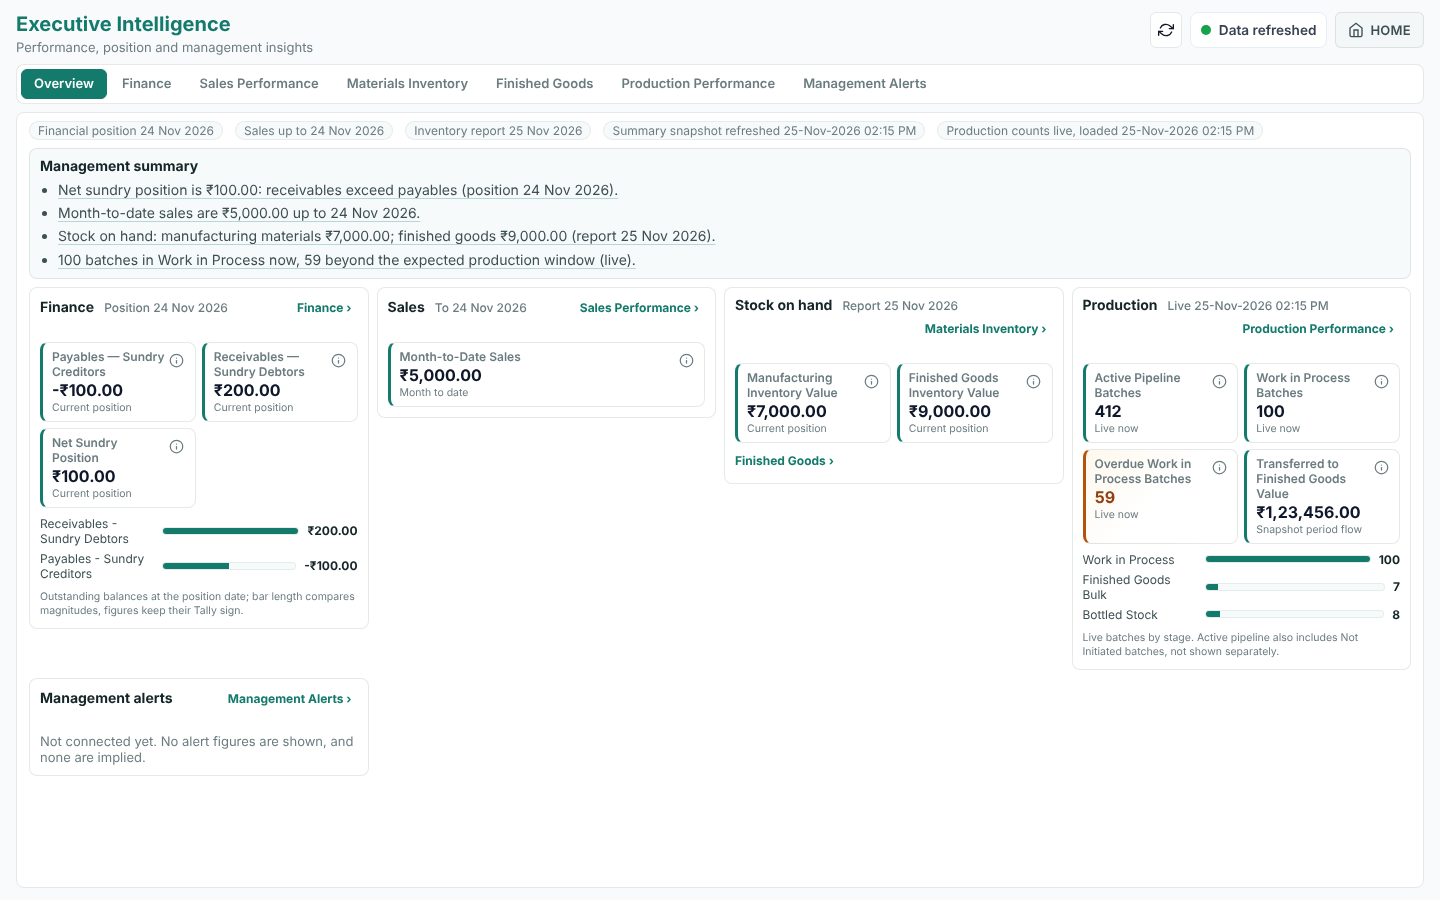 Executive Intelligence
Performance, position and management insights
Data refreshed
HOME
Overview
Finance
Sales Performance
Materials Inventory
Finished Goods
Production Performance
Management Alerts
Financial position 24 Nov 2026
Sales up to 24 Nov 2026
Inventory report 25 Nov 2026
Summary snapshot refreshed 25-Nov-2026 02:15 PM
Production counts live, loaded 25-Nov-2026 02:15 PM
Management summary
• Net sundry position is ₹100.00: receivables exceed payables (position 24 Nov 2026).
• Month-to-date sales are ₹5,000.00 up to 24 Nov 2026.
• Stock on hand: manufacturing materials ₹7,000.00; finished goods ₹9,000.00 (report 25 Nov 2026).
• 100 batches in Work in Process now, 59 beyond the expected production window (live).
Finance Position 24 Nov 2026 Finance ›
Payables — Sundry
Creditors
-₹100.00
Current position
Receivables —
Sundry Debtors
₹200.00
Current position
Net Sundry
Position
₹100.00
Current position
Receivables -
Sundry Debtors
₹200.00
Payables - Sundry
Creditors
-₹100.00
Outstanding balances at the position date; bar length compares
magnitudes, figures keep their Tally sign.
Sales To 24 Nov 2026 Sales Performance ›
Month-to-Date Sales
₹5,000.00
Month to date
Stock on hand Report 25 Nov 2026
Materials Inventory ›
Manufacturing
Inventory Value
₹7,000.00
Current position
Finished Goods
Inventory Value
₹9,000.00
Current position
Finished Goods ›
Production Live 25-Nov-2026 02:15 PM
Production Performance ›
Active Pipeline
Batches
412
Live now
Work in Process
Batches
100
Live now
Overdue Work in
Process Batches
59
Live now
Transferred to
Finished Goods
Value
₹1,23,456.00
Snapshot period flow
Work in Process 100
Finished Goods
Bulk
7
Bottled Stock 8
Live batches by stage. Active pipeline also includes Not
Initiated batches, not shown separately.
Management alerts Management Alerts ›
Not connected yet. No alert figures are shown, and
none are implied.